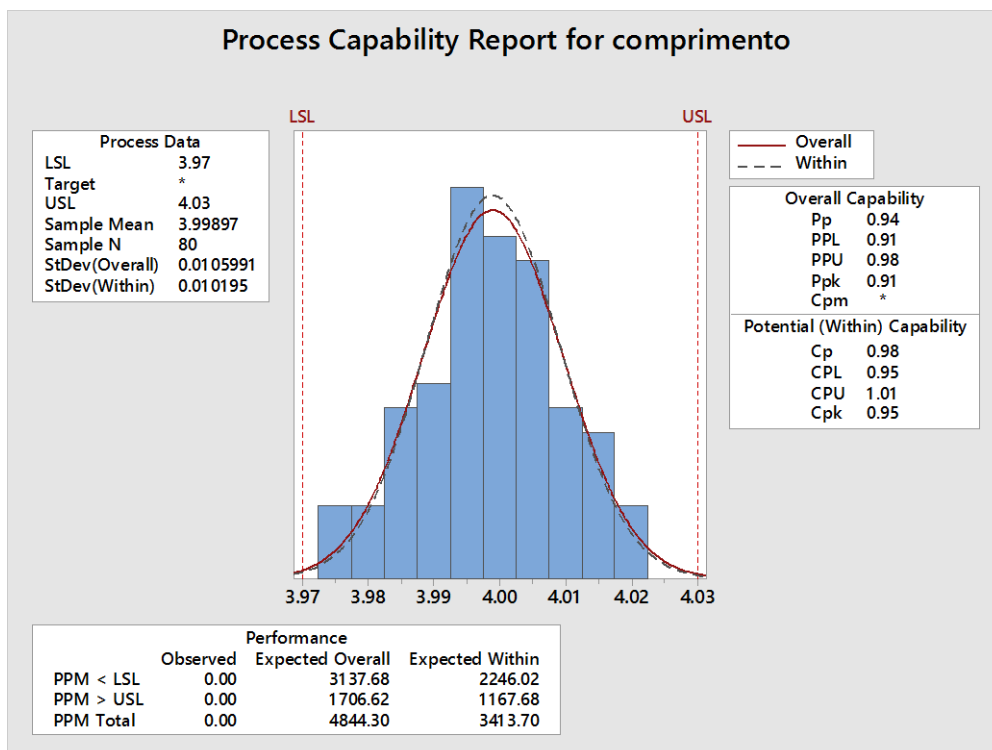 Process Capability Report for comprimento
LSL USL
Process Data
LSL 3.97
Target *
USL 4.03
Sample Mean 3.99897
Sample N 80
StDev(Overall) 0.0105991
StDev(Within) 0.010195
Overall
Within
Overall Capability
Pp 0.94
PPL 0.91
PPU 0.98
Ppk 0.91
Cpm *
Potential (Within) Capability
Cp 0.98
CPL 0.95
CPU 1.01
Cpk 0.95
3.97 3.98 3.99 4.00 4.01 4.02 4.03
Performance
Observed Expected Overall Expected Within
PPM < LSL 0.00 3137.68 2246.02
PPM > USL 0.00 1706.62 1167.68
PPM Total 0.00 4844.30 3413.70